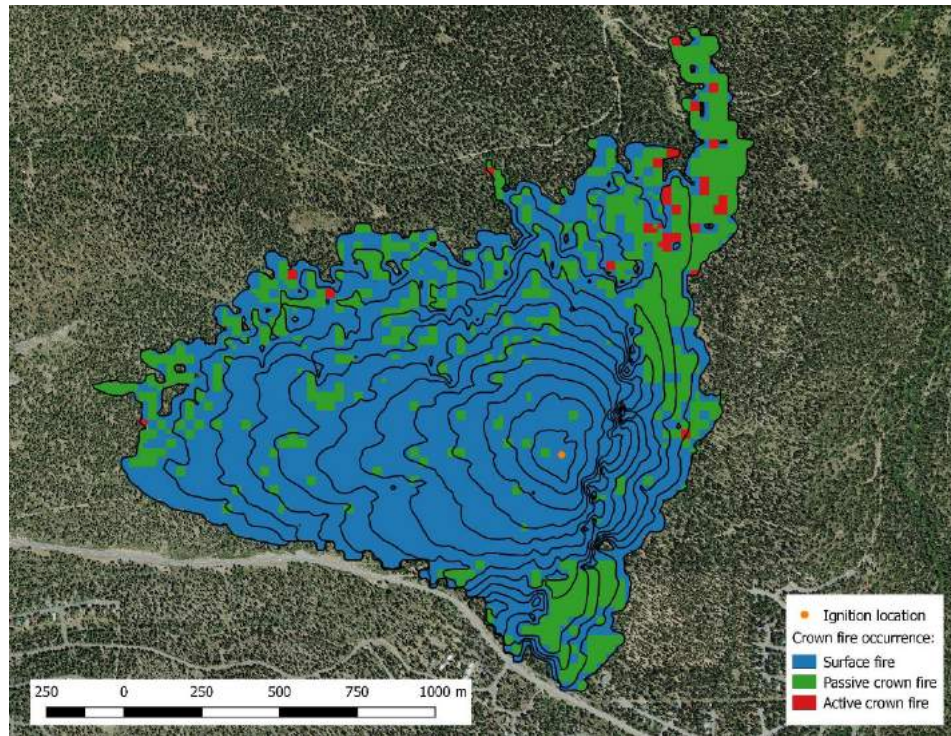 Ignition location
Crown fire occurrence:
Surface fire
Passive crown fire
Active crown fire
250 0 250 500 750 1000 m